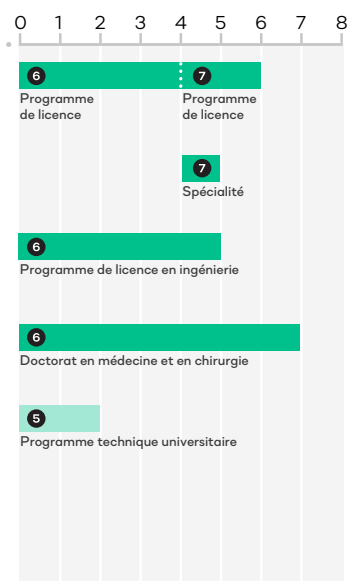 0 1 2 3 4 5 6 7 8
6 7
Programme Programme
de licence de licence
7
Spécialité
6
Programme de licence en ingénierie
6
Doctorat en médecine et en chirurgie
5
Programme technique universitaire